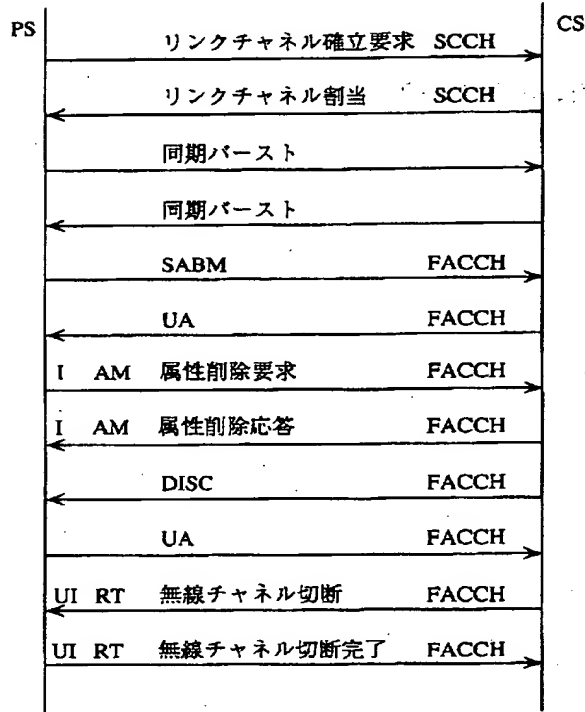 PS CS
リンクチャネル確立要求 SCCH
リンクチャネル割当 SCCH
同期バースト
同期バースト
SABM FACCH
UA FACCH
I AM 属性削除要求 FACCH
I AM 属性削除応答 FACCH
DISC FACCH
UA FACCH
UI RT 無線チャネル切断 FACCH
UI RT 無線チャネル切断完了 FACCH